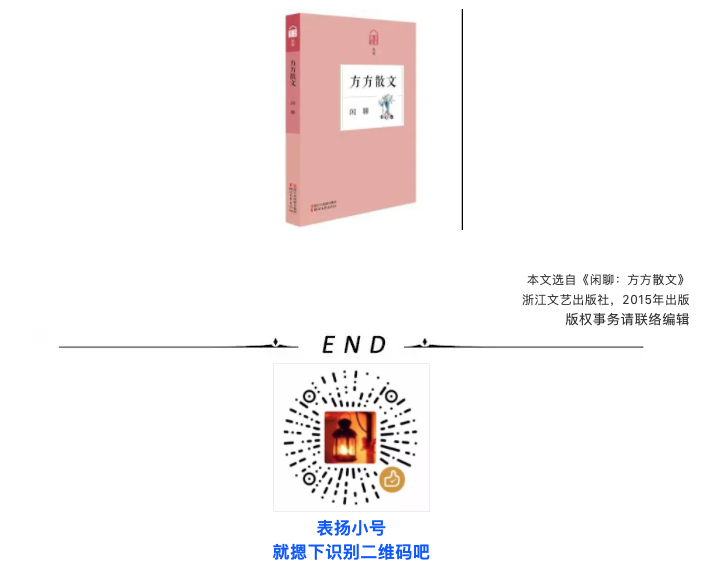 方方散文
方方散文
闲聊
闲 聊
本文选自《闲聊：方方散文》
浙江文艺出版社，2015年出版
版权事务请联络编辑
END
表扬小号
就摁下识别二维码吧